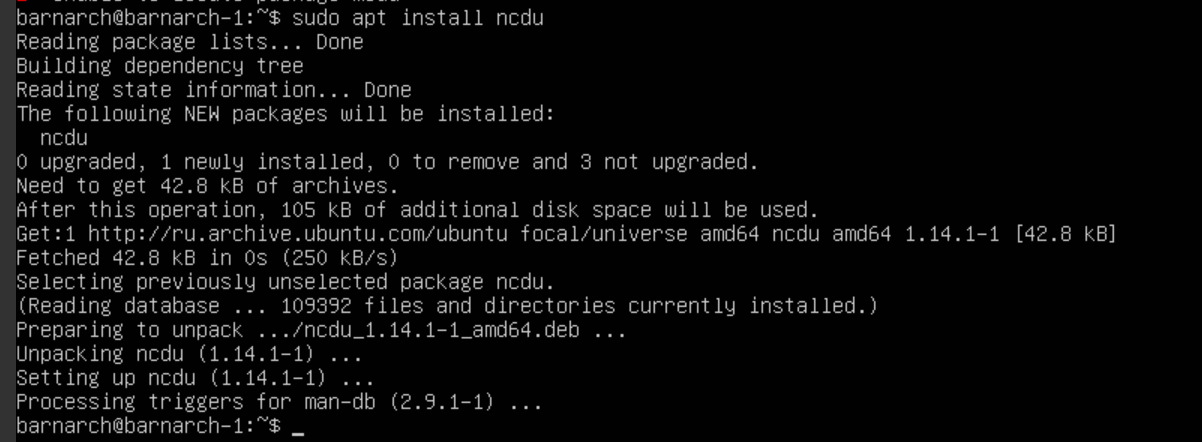 barnarch@barnarch-1:~$ sudo apt install ncdu
Reading package lists... Done
Building dependency tree
Reading state information... Done
The following NEW packages will be installed:
  ncdu
0 upgraded, 1 newly installed, 0 to remove and 3 not upgraded.
Need to get 42.8 kB of archives.
After this operation, 105 kB of additional disk space will be used.
Get:1 http://ru.archive.ubuntu.com/ubuntu focal/universe amd64 ncdu amd64 1.14.1-1 [42.8 kB]
Fetched 42.8 kB in 0s (250 kB/s)
Selecting previously unselected package ncdu.
(Reading database ... 109392 files and directories currently installed.)
Preparing to unpack .../ncdu_1.14.1-1_amd64.deb ...
Unpacking ncdu (1.14.1-1) ...
Setting up ncdu (1.14.1-1) ...
Processing triggers for man-db (2.9.1-1) ...
barnarch@barnarch-1:~$ _